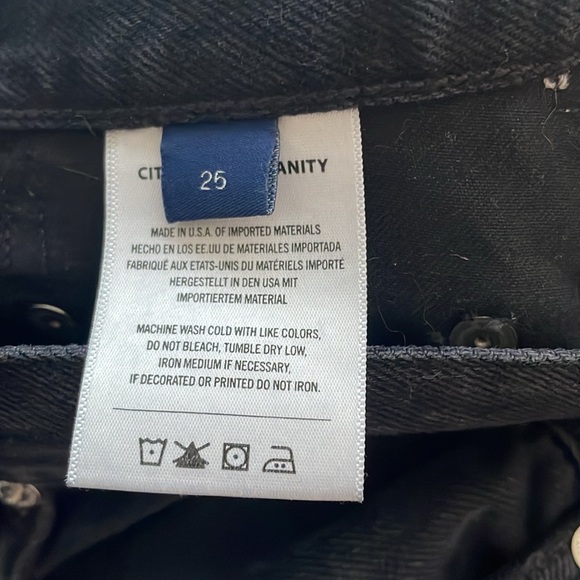 CIT ANITY
25
MADE IN U.S.A. OF IMPORTED MATERIALS
HECHO EN LOS EE.UU DE MATERIALES IMPORTADA
FABRIQUÉ AUX ETATS-UNIS DU MATÉRIELS IMPORTÉ
HERGESTELLT IN DEN USA MIT
IMPORTIERTEM MATERIAL
MACHINE WASH COLD WITH LIKE COLORS,
DO NOT BLEACH, TUMBLE DRY LOW,
IRON MEDIUM IF NECESSARY,
IF DECORATED OR PRINTED DO NOT IRON.